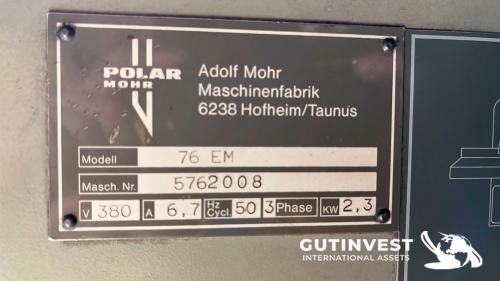 POLAR
MOHR
Adolf Mohr
Maschinenfabrik
6238 Hofheim/Taunus
Modell 76 EM
Masch. Nr. 5762008
V 380 A 6,7 Hz Cycl. 50 3 Phase KW 2,3
GUTINVEST
INTERNATIONAL ASSETS